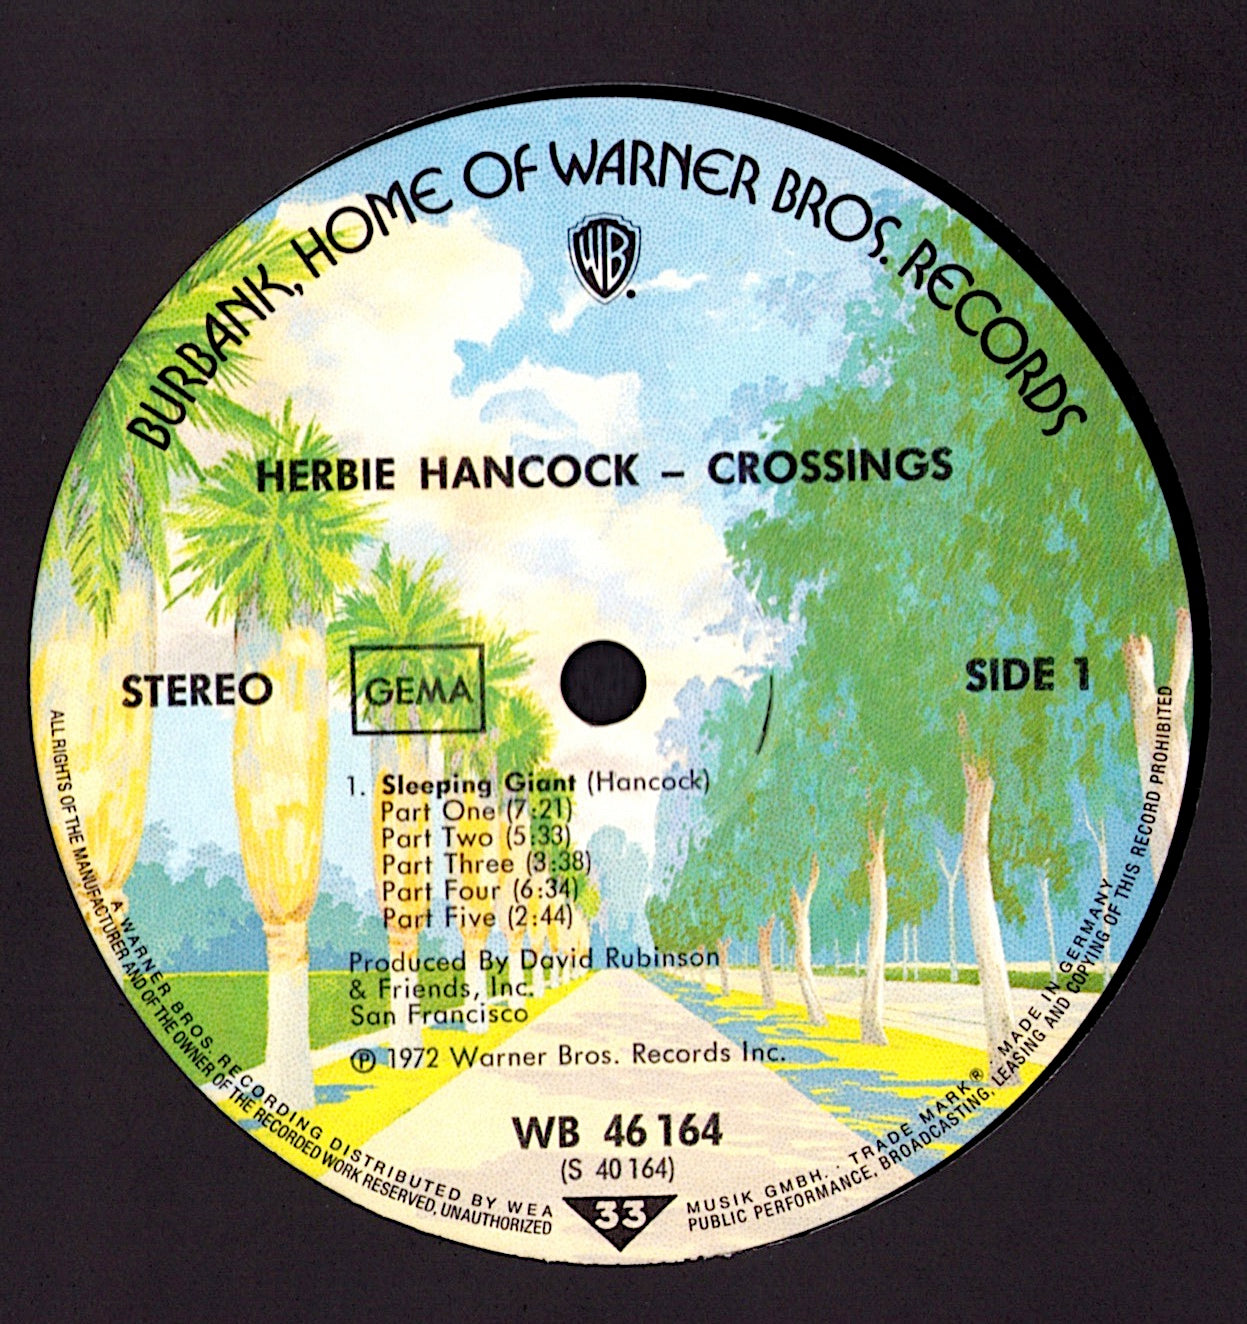 BURBANK, HOME OF WARNER BROS. RECORDS
WB
HERBIE HANCOCK – CROSSINGS
STEREO
GEMA
SIDE 1
1. Sleeping Giant (Hancock)
Part One (7:21)
Part Two (5:33)
Part Three (3:38)
Part Four (6:34)
Part Five (2:44)
Produced By David Rubinson
& Friends, Inc.
San Francisco
Ⓟ 1972 Warner Bros. Records Inc.
WB 46 164
(S 40 164)
33
A WARNER BROS. RECORDING DISTRIBUTED BY WEA MUSIK GMBH. · TRADE MARK ® · MADE IN GERMANY
ALL RIGHTS OF THE MANUFACTURER AND OF THE OWNER OF THE RECORDED WORK RESERVED, UNAUTHORIZED PUBLIC PERFORMANCE, BROADCASTING, LEASING AND COPYING OF THIS RECORD PROHIBITED